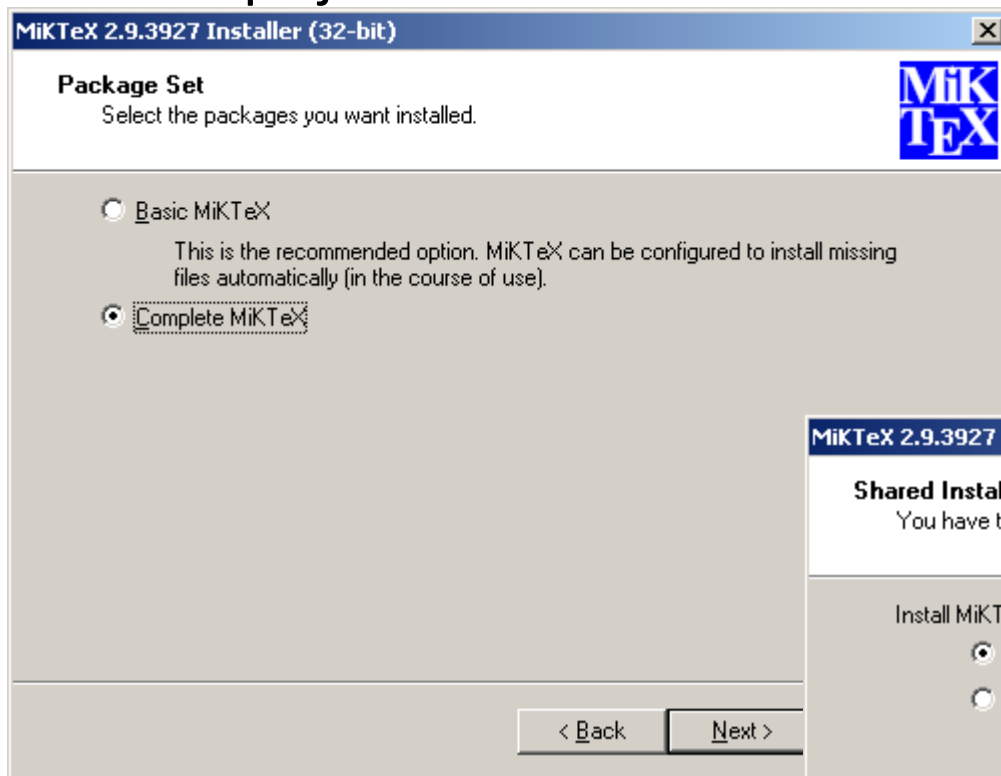 MiKTeX 2.9.3927 Installer (32-bit)
Package Set
Select the packages you want installed.
MiK
TEX
Basic MiKTeX
This is the recommended option. MiKTeX can be configured to install missing
files automatically (in the course of use).
Complete MiKTeX
MiKTeX 2.9.3927
Shared
You have
Install
< Back
Next >